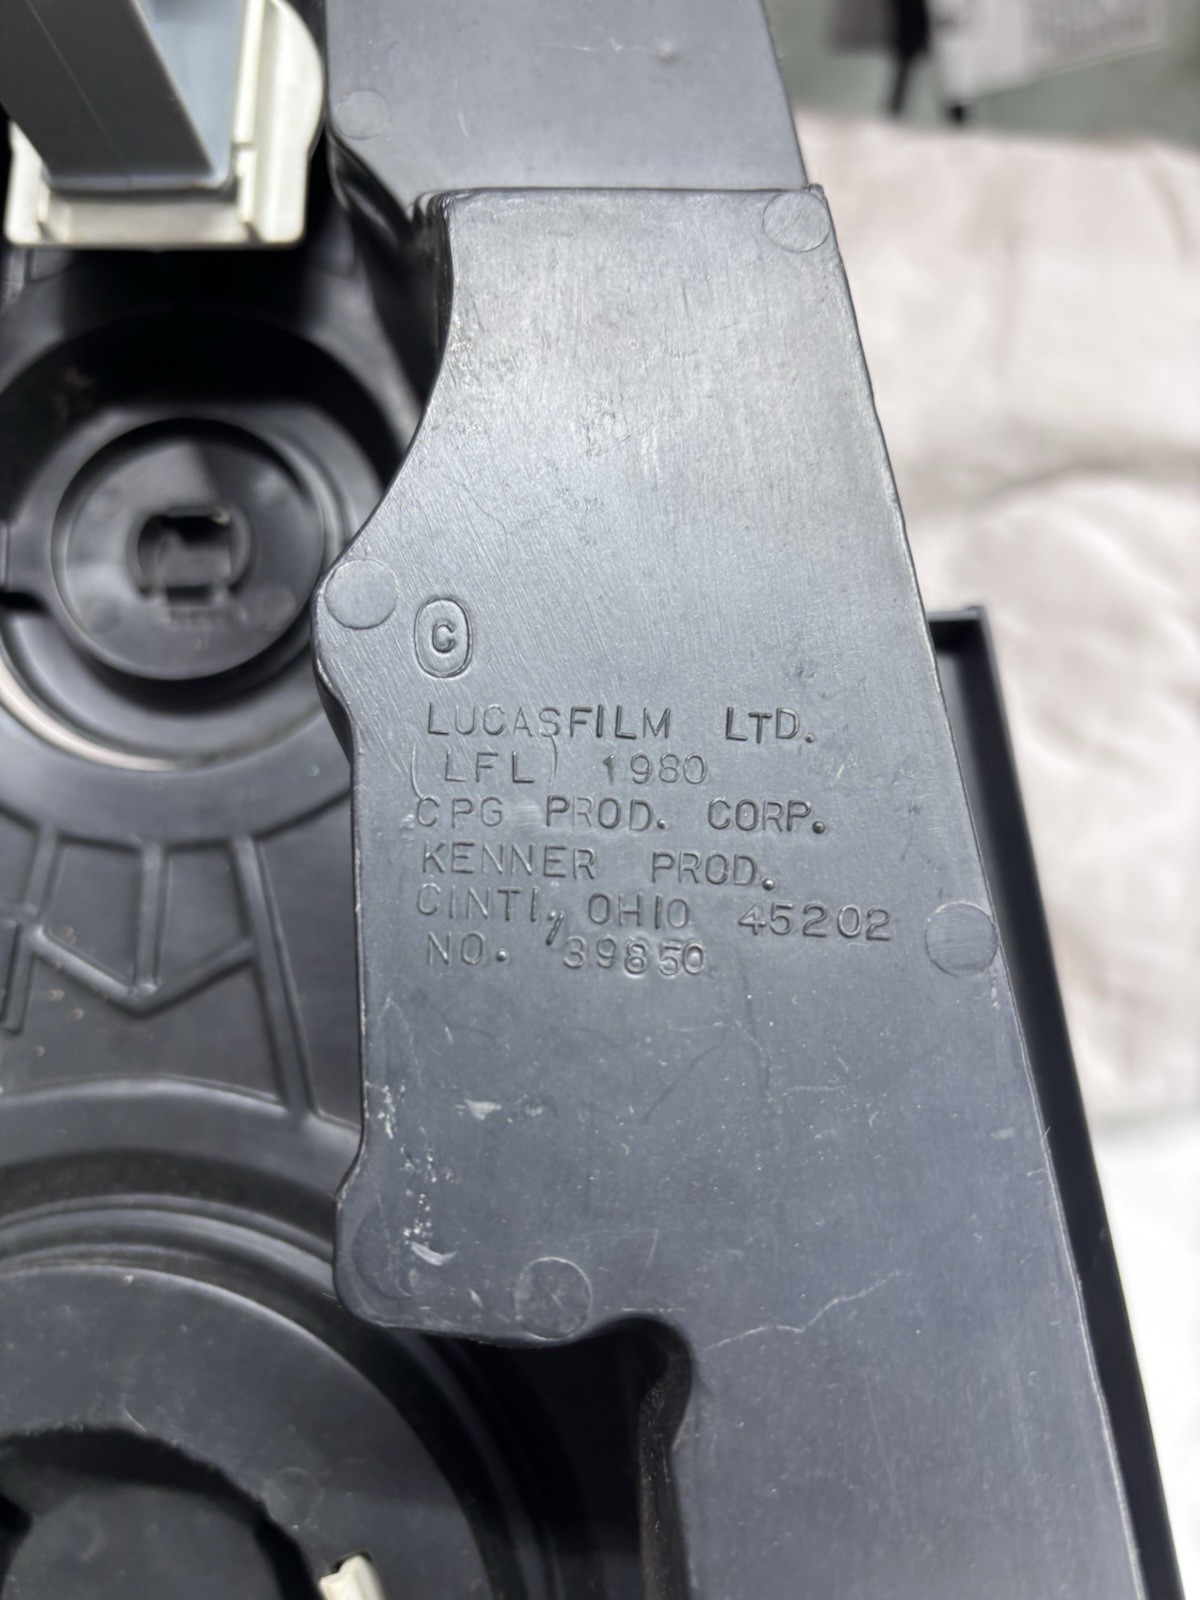 ©
LUCASFILM LTD.
(LFL) 1980
CPG PROD. CORP.
KENNER PROD.
CINTI, OHIO 45202
NO. 39850